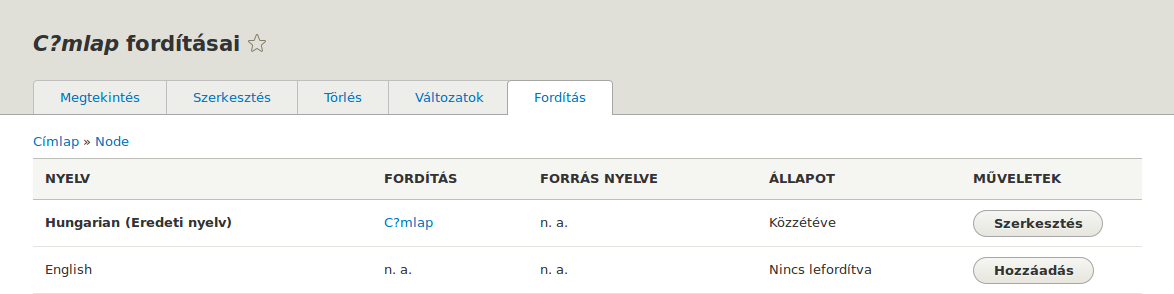 C?mlap fordításai
Megtekintés Szerkesztés Törlés Változatok Fordítás
Címlap » Node
NYELV FORDÍTÁS FORRÁS NYELVE ÁLLAPOT MŰVELETEK
Hungarian (Eredeti nyelv) C?mlap n. a. Közzétéve Szerkesztés
English n. a. n. a. Nincs lefordítva Hozzáadás